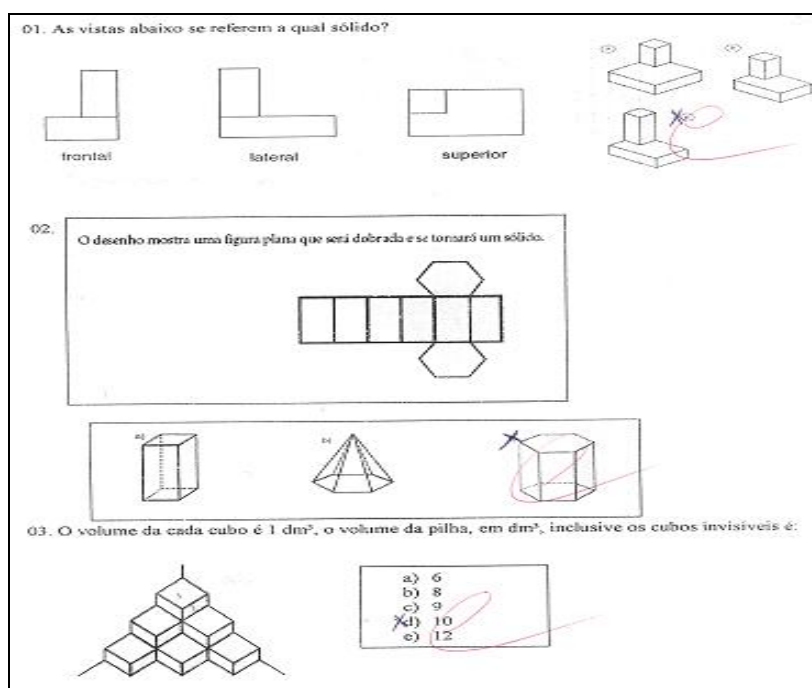 01. As vistas abaixo se referem a qual sólido?
frontal
lateral
superior
02.
O desenho mostra uma figura plana que será dobrada e se tornará um sólido.
a)
b)
03. O volume da cada cubo é 1 dm³, o volume da pilha, em dm³, inclusive os cubos invisíveis é:
a) 6
b) 8
c) 9
d) 10
e) 12